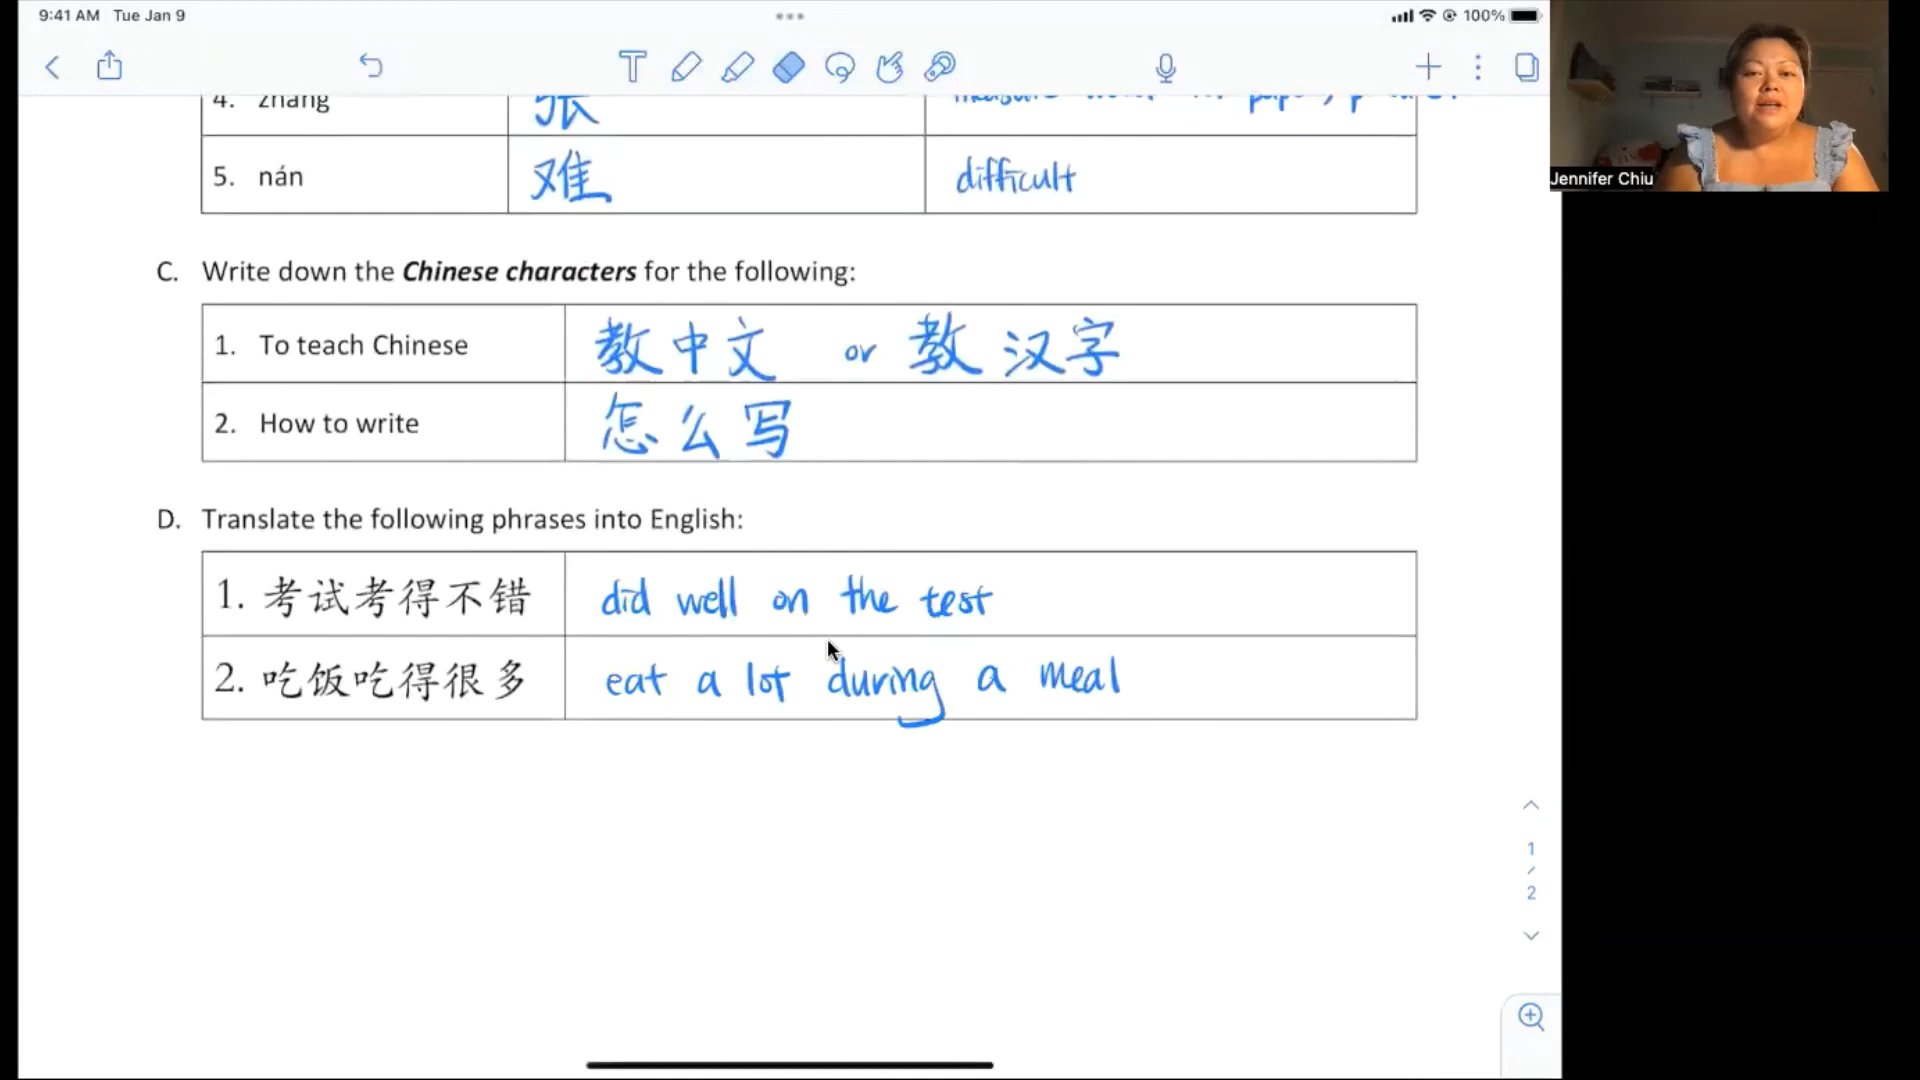 9:41 AM Tue Jan 9
100%
4. zhāng 张
5. nán 难 difficult
Jennifer Chiu
C. Write down the Chinese characters for the following:
1. To teach Chinese 教中文 or 教汉字
2. How to write 怎么写
D. Translate the following phrases into English:
1. 考试考得不错 did well on the test
2. 吃饭吃得很多 eat a lot during a meal
1
/
2